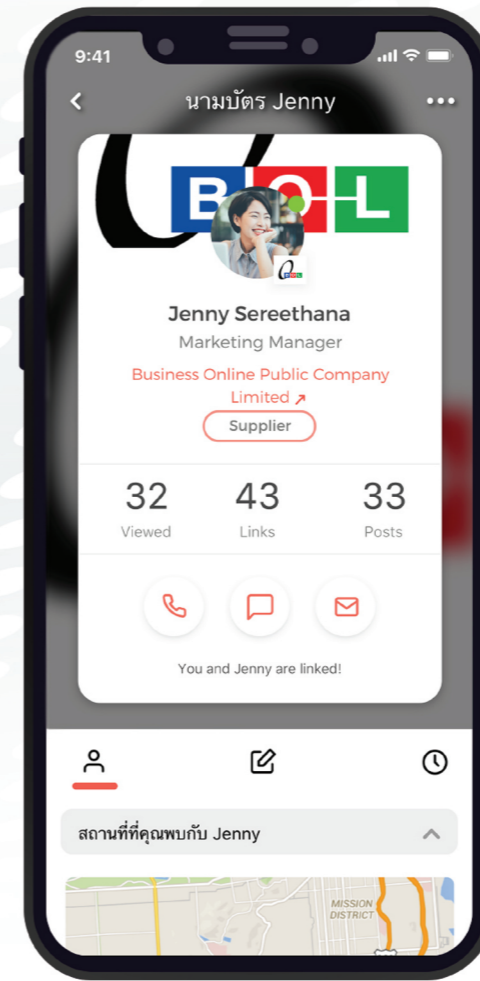 9:41
นามบัตร Jenny
BOL
Jenny Sereethana
Marketing Manager
Business Online Public Company
Limited
Supplier
32 43 33
Viewed Links Posts
You and Jenny are linked!
สถานที่ที่คุณพบกับ Jenny
MISSION
DISTRICT